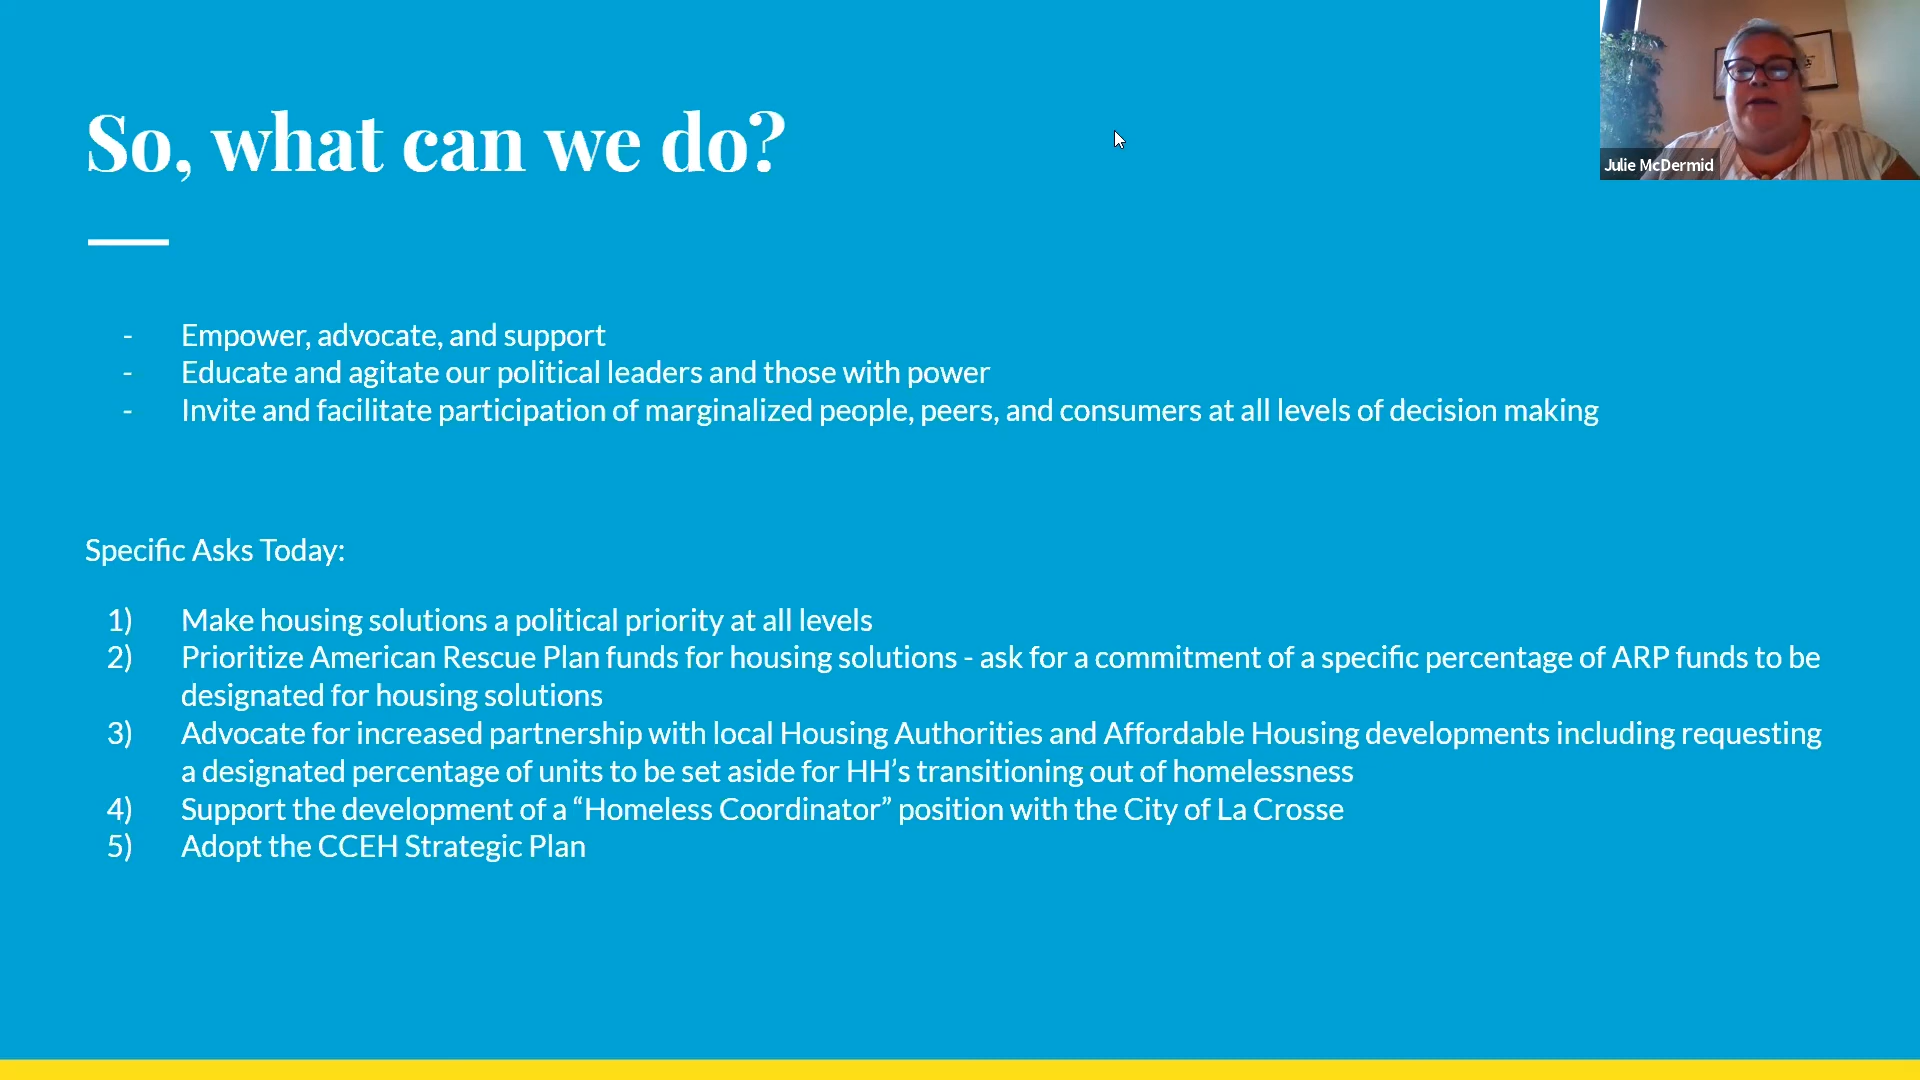 So, what can we do?
Julie McDermid
- Empower, advocate, and support
- Educate and agitate our political leaders and those with power
- Invite and facilitate participation of marginalized people, peers, and consumers at all levels of decision making
Specific Asks Today:
1) Make housing solutions a political priority at all levels
2) Prioritize American Rescue Plan funds for housing solutions - ask for a commitment of a specific percentage of ARP funds to be
designated for housing solutions
3) Advocate for increased partnership with local Housing Authorities and Affordable Housing developments including requesting
a designated percentage of units to be set aside for HH’s transitioning out of homelessness
4) Support the development of a “Homeless Coordinator” position with the City of La Crosse
5) Adopt the CCEH Strategic Plan